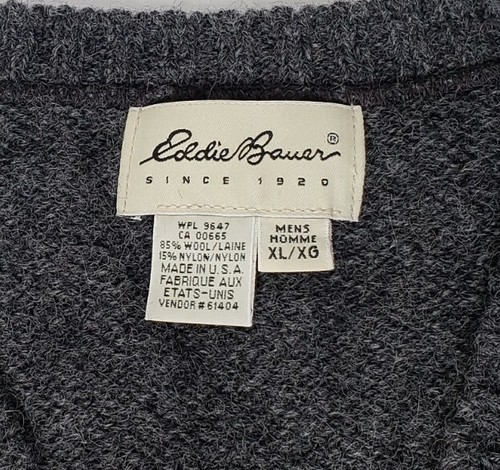 Eddie Bauer®
SINCE 1920
WPL 9647
CA 00665
85% WOOL/LAINE
15% NYLON/NYLON
MADE IN U.S.A.
FABRIQUE AUX
ETATS-UNIS
VENDOR #61404
MENS
HOMME
XL/XG